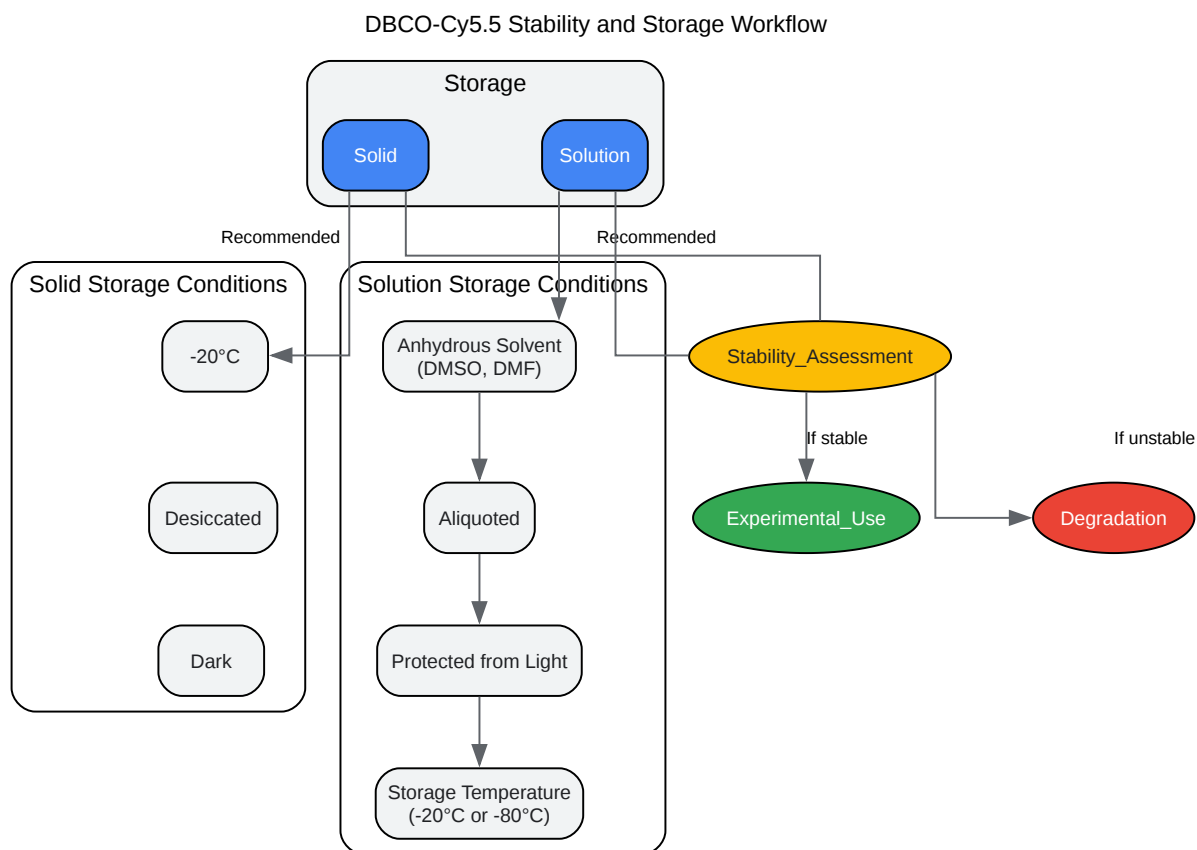 DBCO-Cy5.5 Stability and Storage Workflow
Storage
Solid
Solution
Recommended
Recommended
Solid Storage Conditions
-20°C
Desiccated
Dark
Solution Storage Conditions
Anhydrous Solvent
(DMSO, DMF)
Aliquoted
Protected from Light
Storage Temperature
(-20°C or -80°C)
Stability_Assessment
If stable
If unstable
Experimental_Use
Degradation